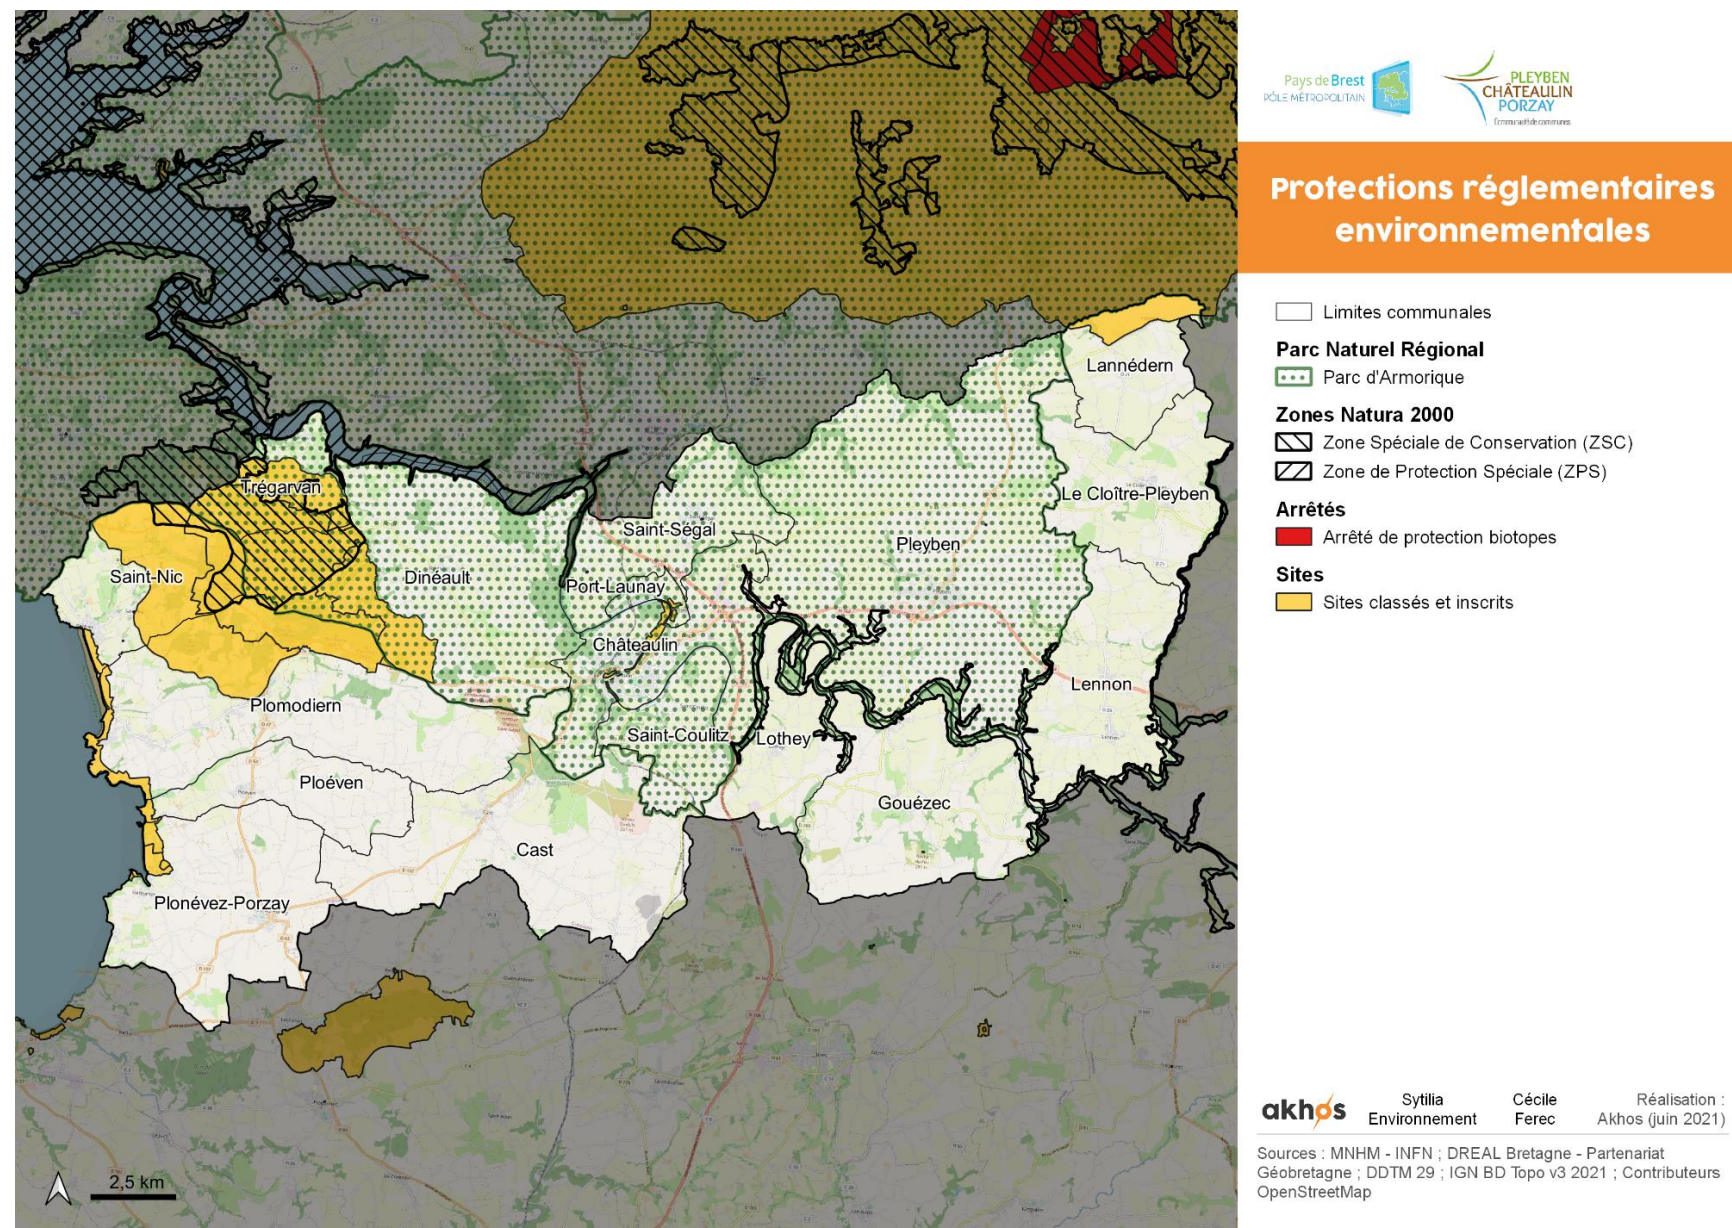 Pays de Brest
PÔLE MÉTROPOLITAIN
PLEYBEN
CHÂTEAULIN
PORZAY
Communauté de communes
Protections réglementaires
environnementales
Limites communales
Parc Naturel Régional
Parc d'Armorique
Zones Natura 2000
Zone Spéciale de Conservation (ZSC)
Zone de Protection Spéciale (ZPS)
Arrêtés
Arrêté de protection biotopes
Sites
Sites classés et inscrits
Lannédern
Trégarvan
Le Cloître-Pleyben
Saint-Ségal
Pleyben
Saint-Nic
Dinéault
Port-Launay
Châteaulin
Lennon
Plomodiern
Saint-Coulitz
Lothey
Ploéven
Gouézec
Cast
Plonévez-Porzay
2,5 km
akhos
Sytilia
Environnement
Cécile
Ferec
Réalisation :
Akhos (juin 2021)
Sources : MNHM - INFN ; DREAL Bretagne - Partenariat
Géobretagne ; DDTM 29 ; IGN BD Topo v3 2021 ; Contributeurs
OpenStreetMap